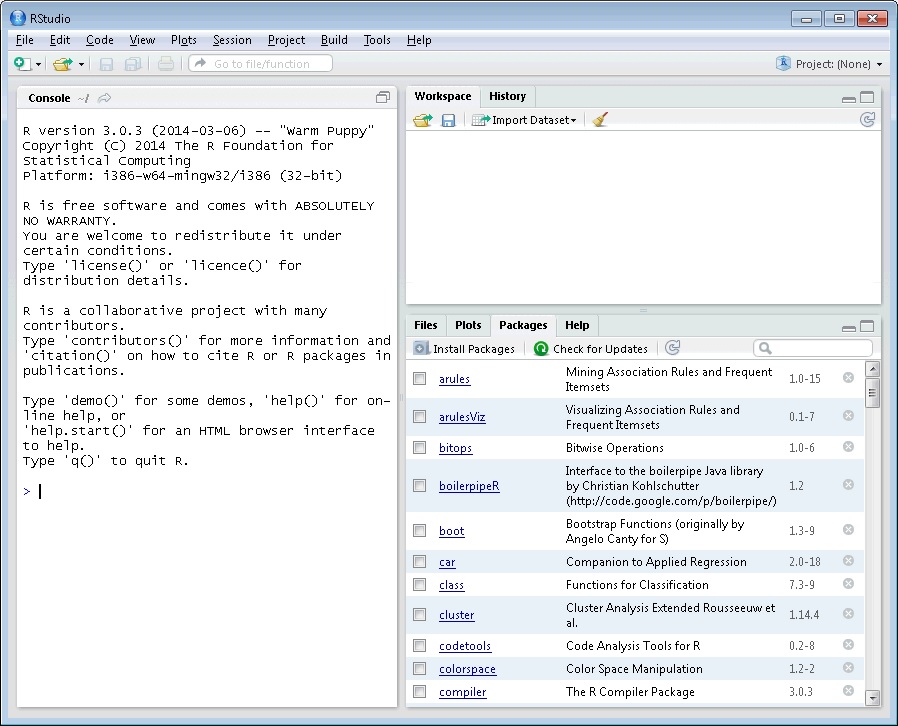 RStudio
File Edit Code View Plots Session Project Build Tools Help
Go to file/function
Project: (None)
Console ~/
R version 3.0.3 (2014-03-06) -- "Warm Puppy"
Copyright (C) 2014 The R Foundation for
Statistical Computing
Platform: i386-w64-mingw32/i386 (32-bit)
R is free software and comes with ABSOLUTELY
NO WARRANTY.
You are welcome to redistribute it under
certain conditions.
Type 'license()' or 'licence()' for
distribution details.
R is a collaborative project with many
contributors.
Type 'contributors()' for more information and
'citation()' on how to cite R or R packages in
publications.
Type 'demo()' for some demos, 'help()' for on-
line help, or
'help.start()' for an HTML browser interface
to help.
Type 'q()' to quit R.
>
Workspace History
Import Dataset
Files Plots Packages Help
Install Packages Check for Updates
arules Mining Association Rules and Frequent 1.0-15
Itemsets
arulesViz Visualizing Association Rules and 0.1-7
Frequent Itemsets
bitops Bitwise Operations 1.0-6
Interface to the boilerpipe Java library
boilerpipeR by Christian Kohlschutter 1.2
(http://code.google.com/p/boilerpipe/)
boot Bootstrap Functions (originally by 1.3-9
Angelo Canty for S)
car Companion to Applied Regression 2.0-18
class Functions for Classification 7.3-9
cluster Cluster Analysis Extended Rousseeuw et 1.14.4
al.
codetools Code Analysis Tools for R 0.2-8
colorspace Color Space Manipulation 1.2-2
compiler The R Compiler Package 3.0.3